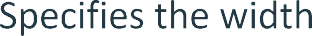 Specifies the width